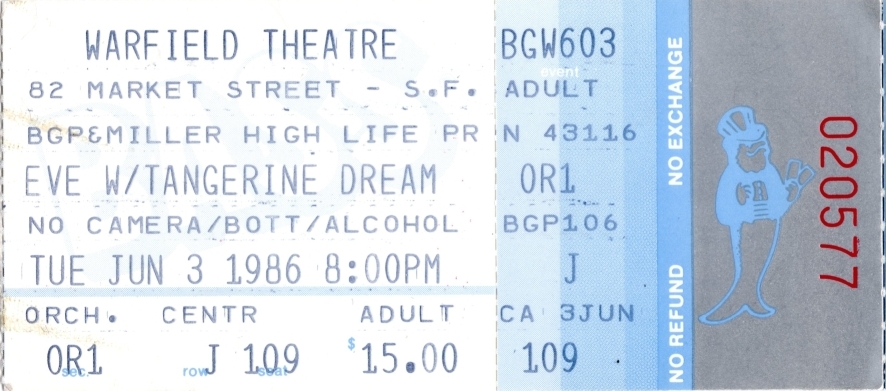 WARFIELD THEATRE
82 MARKET STREET - S.F.
BGP&MILLER HIGH LIFE PR
EVE W/TANGERINE DREAM
NO CAMERA/BOTT/ALCOHOL
TUE JUN 3 1986 8:00PM
ORCH. CENTR ADULT
OR1 J 109 $15.00
sec. row seat
BGW603
event
ADULT
N 43116
OR1
BGP106
J
CA 3JUN
109
NO REFUND NO EXCHANGE
020577